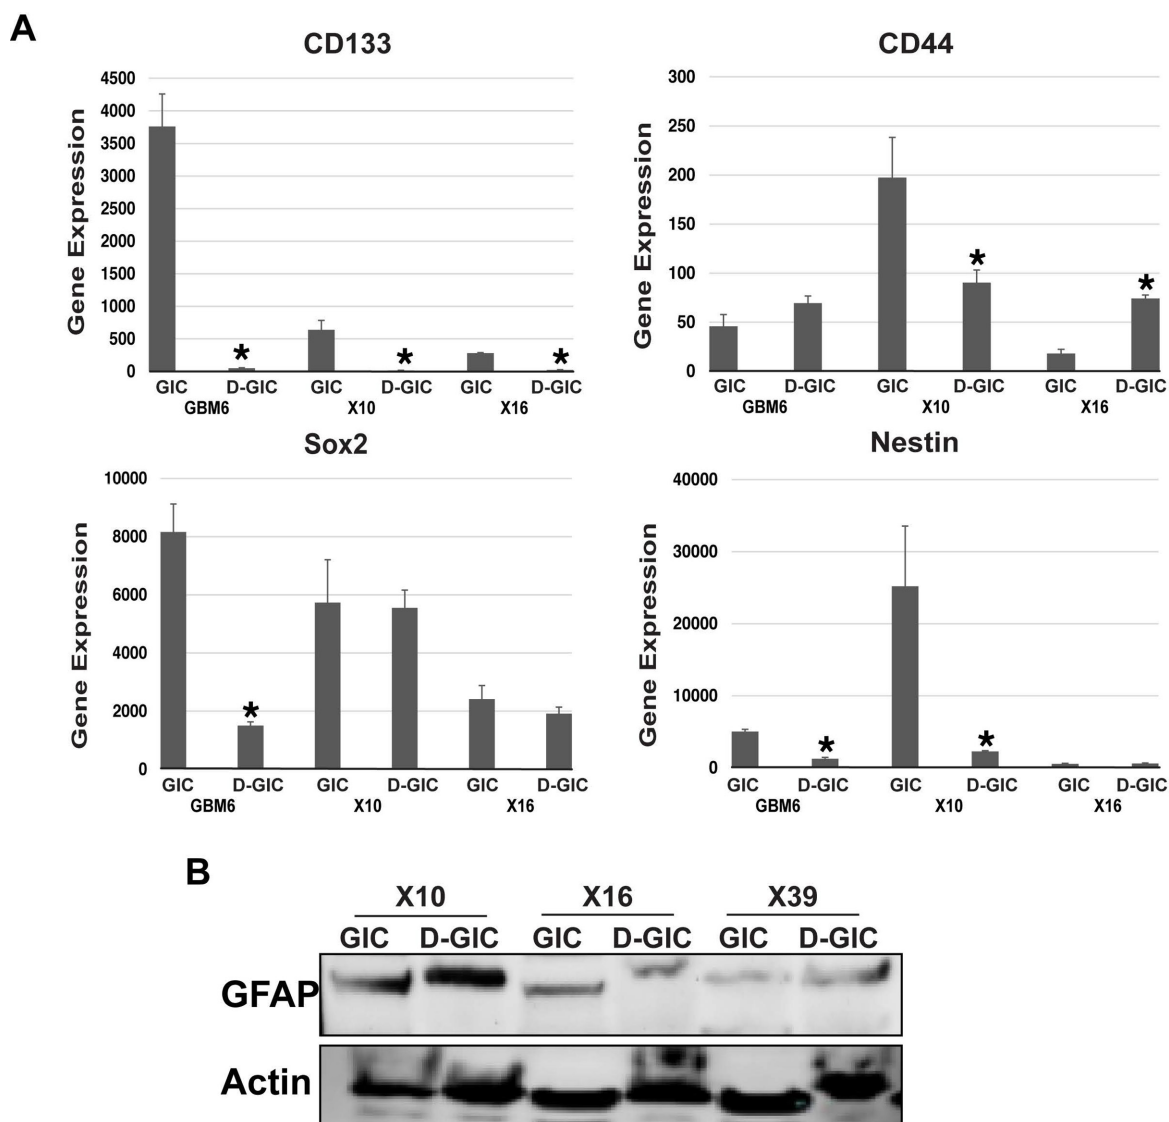 A
CD133
Gene Expression
4500
4000
3500
3000
2500
2000
1500
1000
500
0
*
*
*
GIC D-GIC GIC D-GIC GIC D-GIC
GBM6 X10 X16
CD44
Gene Expression
300
250
200
150
100
50
0
*
*
GIC D-GIC GIC D-GIC GIC D-GIC
GBM6 X10 X16
Sox2
Gene Expression
10000
8000
6000
4000
2000
0
*
GIC D-GIC GIC D-GIC GIC D-GIC
GBM6 X10 X16
Nestin
Gene Expression
40000
30000
20000
10000
0
*
*
GIC D-GIC GIC D-GIC GIC D-GIC
GBM6 X10 X16
B
X10 X16 X39
GIC D-GIC GIC D-GIC GIC D-GIC
GFAP
Actin